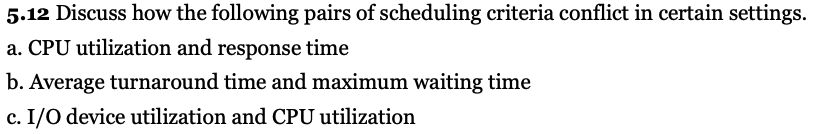 5.12 Discuss how the following pairs of scheduling criteria conflict in certain settings.
a. CPU utilization and response time
b. Average turnaround time and maximum waiting time
c. I/O device utilization and CPU utilization